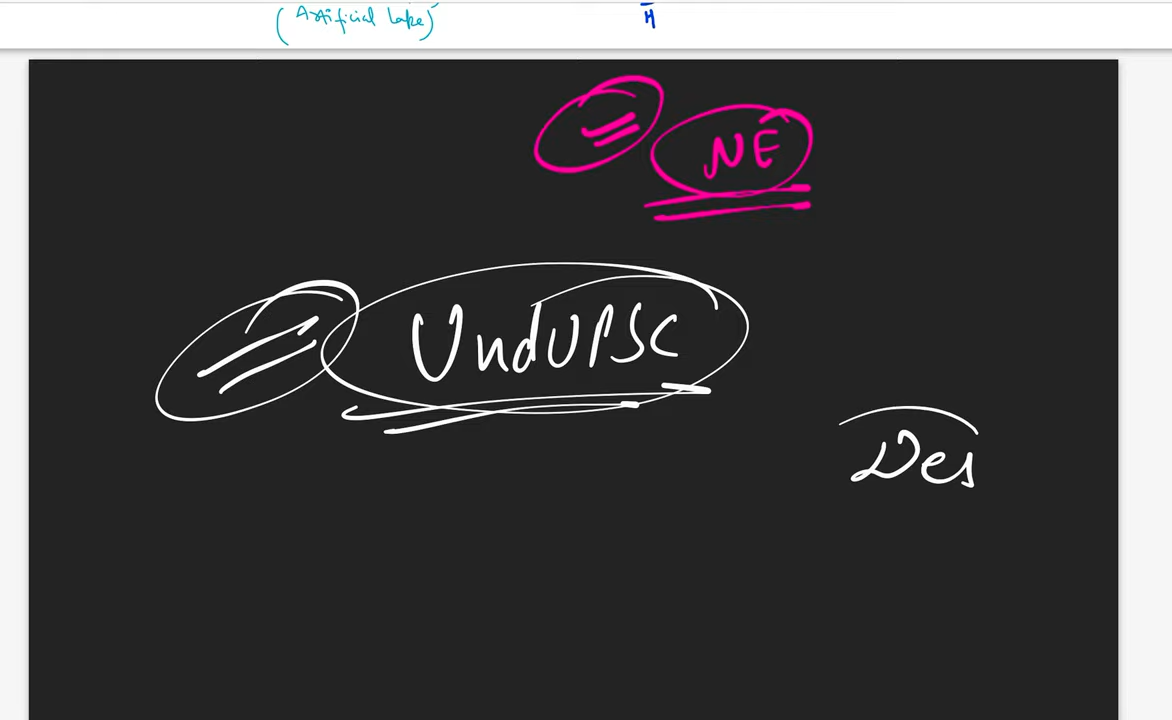 (Artificial lake)
H
= NE
= UndUPSC
Des